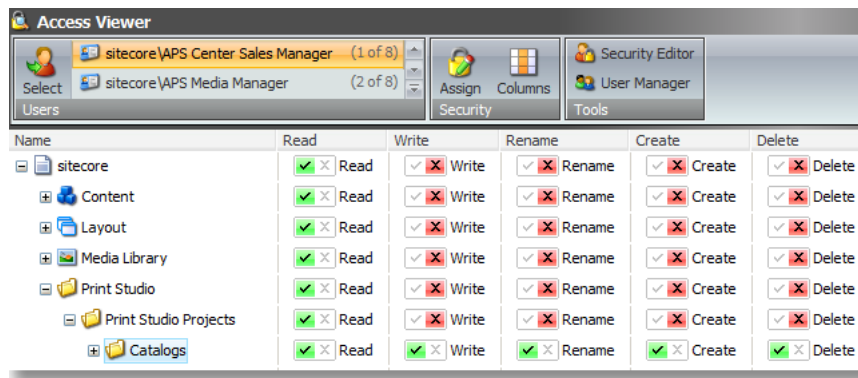 Access Viewer
Select
sitecore\APS Center Sales Manager (1 of 8)
sitecore\APS Media Manager (2 of 8)
Users
Assign
Columns
Security
Security Editor
User Manager
Tools
Name Read Write Rename Create Delete
sitecore Read Write Rename Create Delete
Content Read Write Rename Create Delete
Layout Read Write Rename Create Delete
Media Library Read Write Rename Create Delete
Print Studio Read Write Rename Create Delete
Print Studio Projects Read Write Rename Create Delete
Catalogs Read Write Rename Create Delete